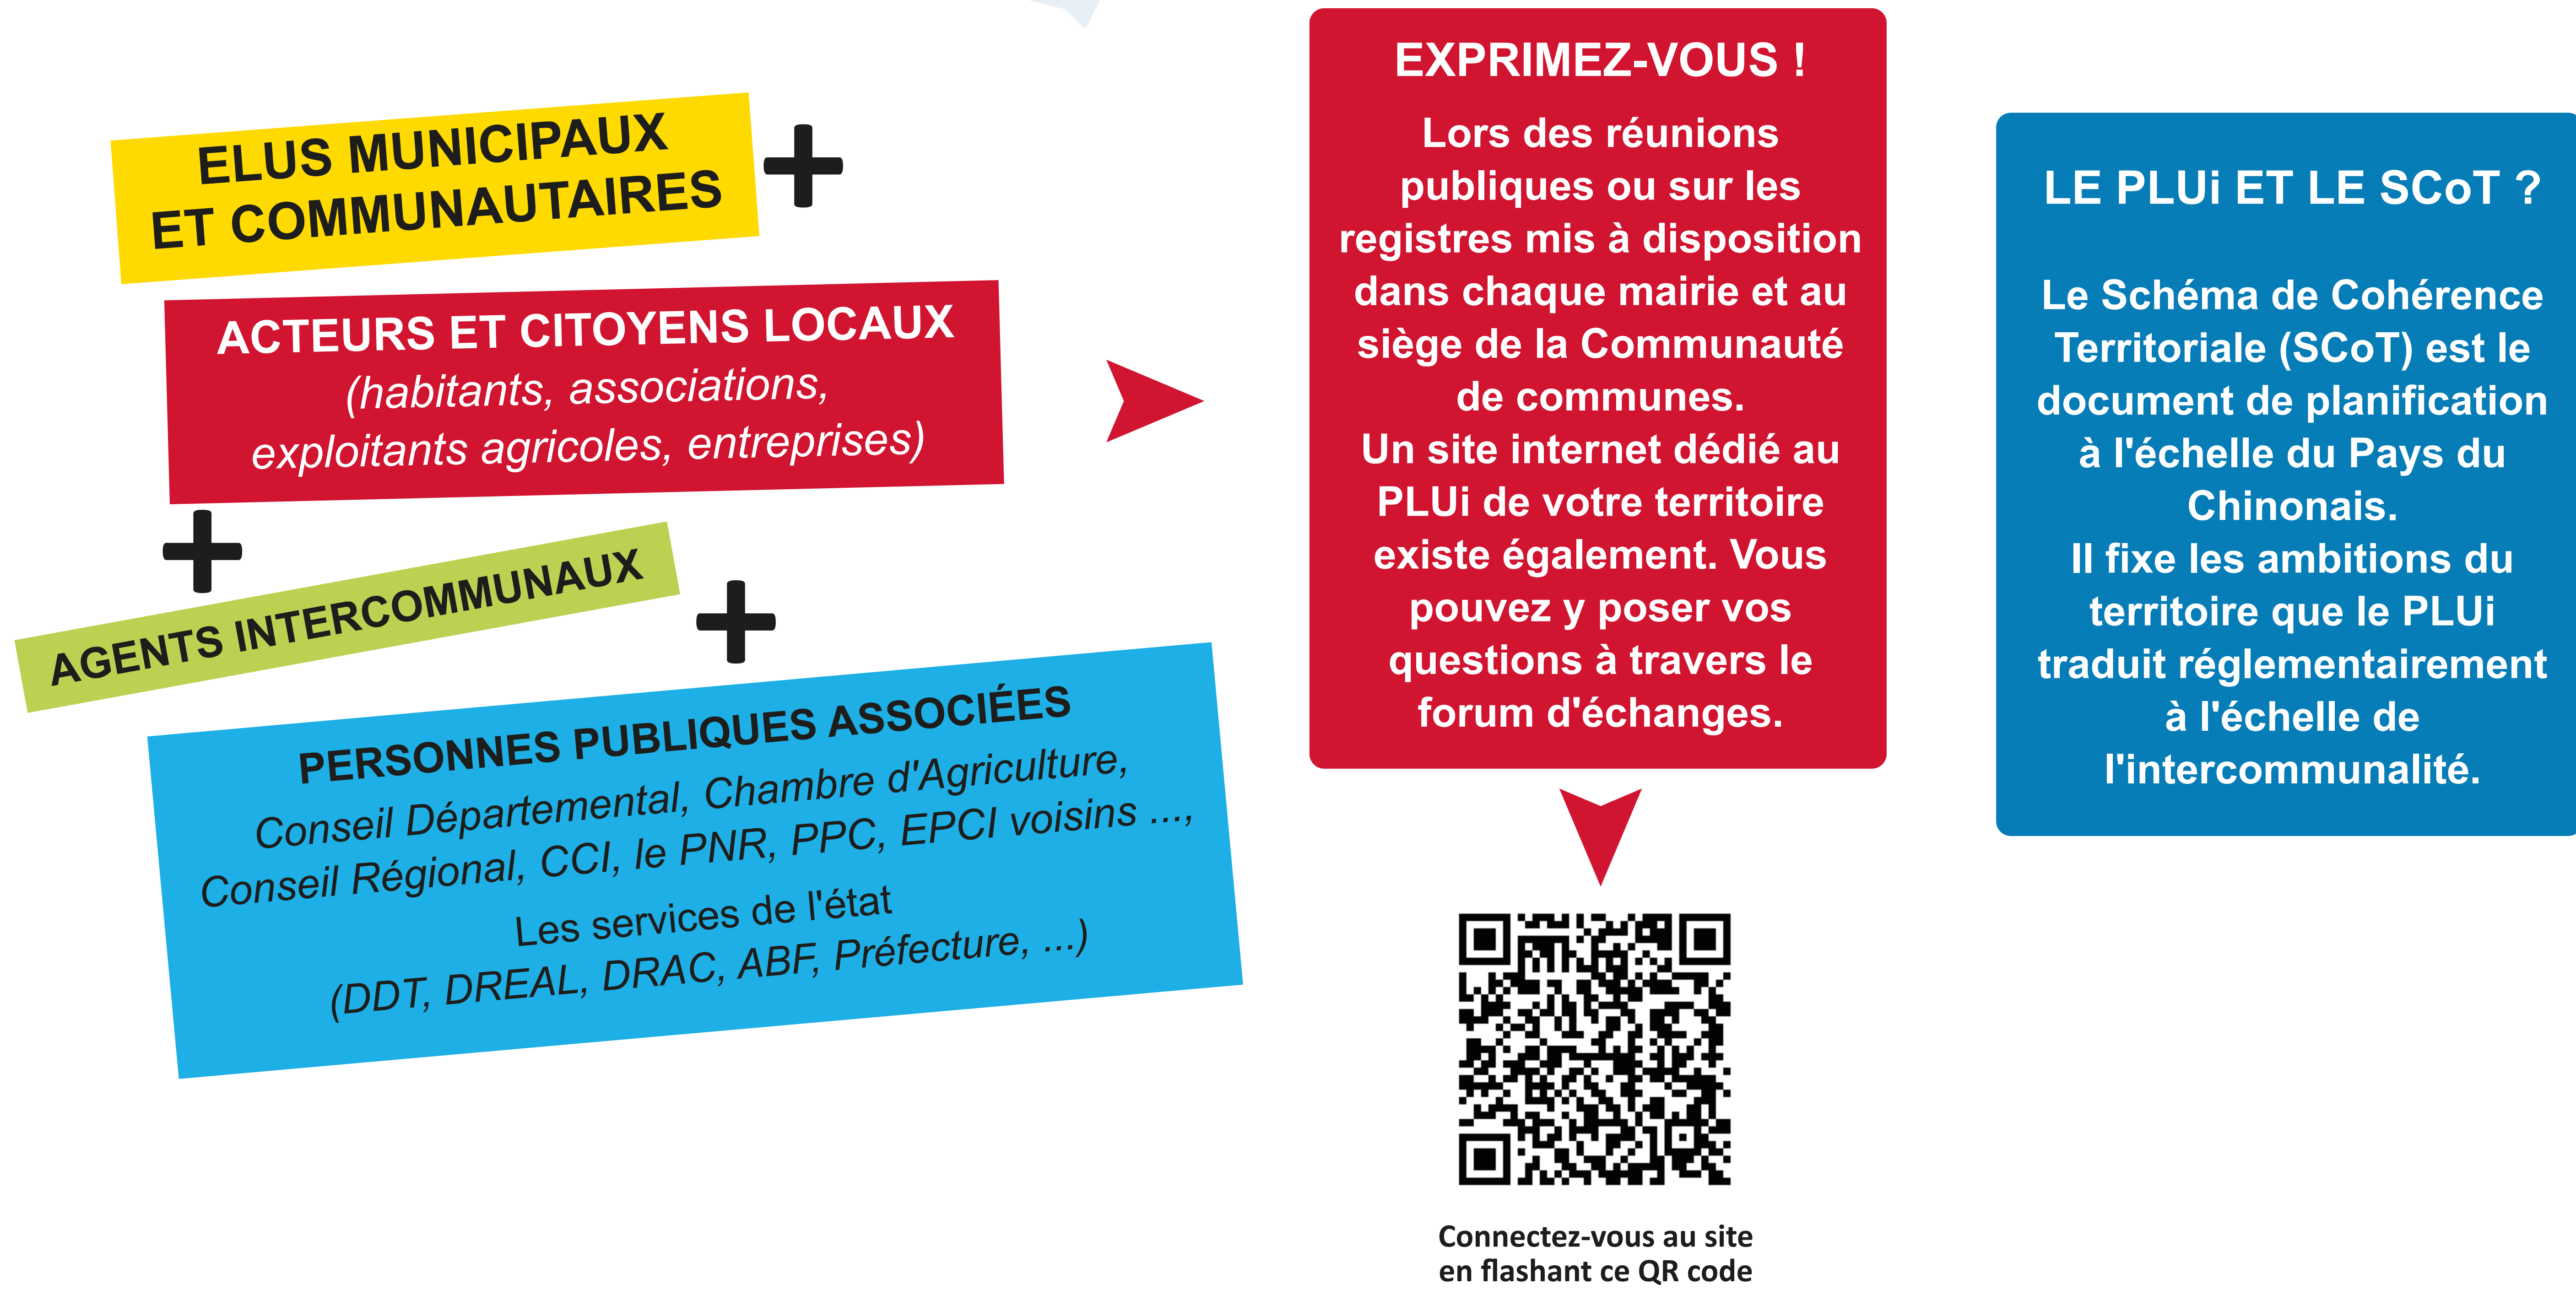 ELUS MUNICIPAUX
ET COMMUNAUTAIRES
+
ACTEURS ET CITOYENS LOCAUX
(habitants, associations,
exploitants agricoles, entreprises)
+
AGENTS INTERCOMMUNAUX
+
PERSONNES PUBLIQUES ASSOCIÉES
Conseil Départemental, Chambre d'Agriculture,
Conseil Régional, CCI, le PNR, PPC, EPCI voisins ...,
Les services de l'état
(DDT, DREAL, DRAC, ABF, Préfecture, ...)
EXPRIMEZ-VOUS !
Lors des réunions
publiques ou sur les
registres mis à disposition
dans chaque mairie et au
siège de la Communauté
de communes.
Un site internet dédié au
PLUi de votre territoire
existe également. Vous
pouvez y poser vos
questions à travers le
forum d'échanges.
Connectez-vous au site
en flashant ce QR code
LE PLUi ET LE SCoT ?
Le Schéma de Cohérence
Territoriale (SCoT) est le
document de planification
à l'échelle du Pays du
Chinonais.
Il fixe les ambitions du
territoire que le PLUi
traduit réglementairement
à l'échelle de
l'intercommunalité.